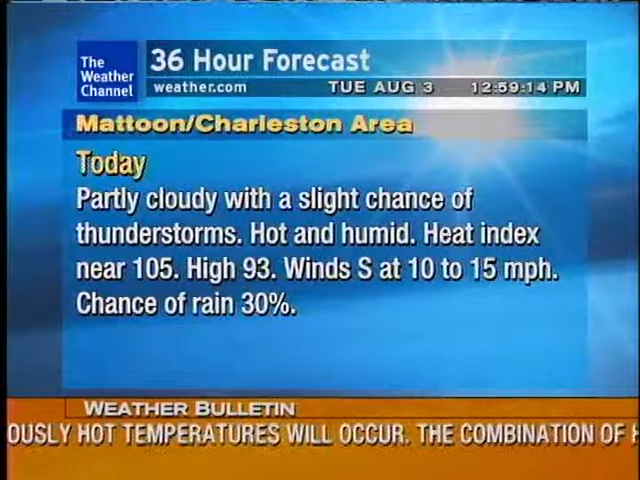 The
Weather
Channel
36 Hour Forecast
weather.com TUE AUG 3 12:59:14 PM
Mattoon/Charleston Area
Today
Partly cloudy with a slight chance of
thunderstorms. Hot and humid. Heat index
near 105. High 93. Winds S at 10 to 15 mph.
Chance of rain 30%.
WEATHER BULLETIN
OUSLY HOT TEMPERATURES WILL OCCUR. THE COMBINATION OF